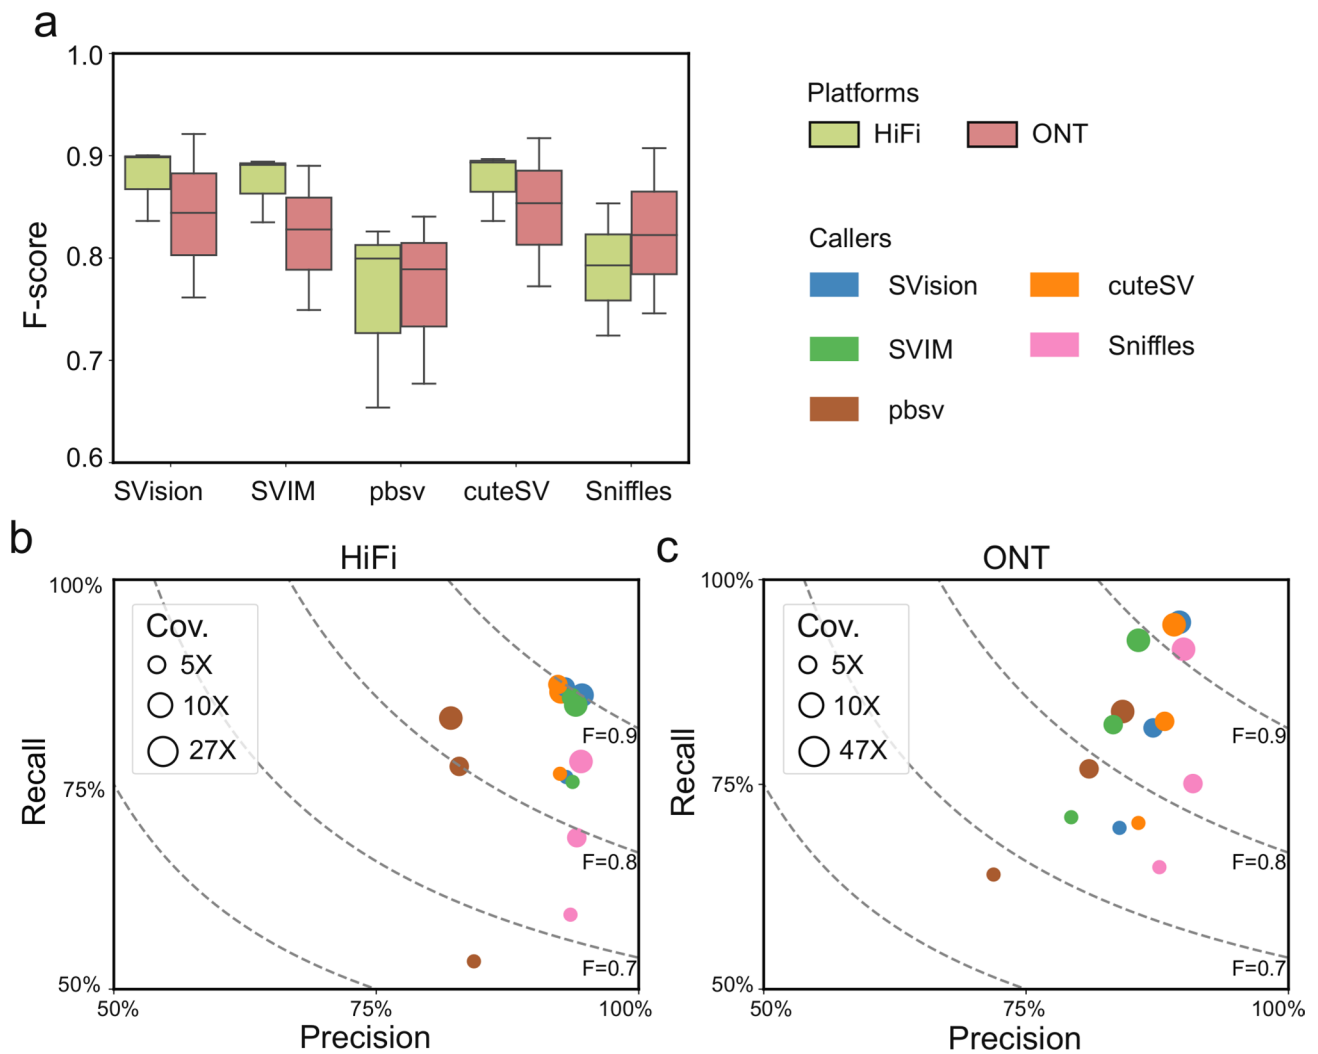 a
1.0
0.9
0.8
0.7
0.6
F-score
SVision
SVIM
pbsv
cuteSV
Sniffles
Platforms
HiFi
ONT
Callers
SVision
cuteSV
SVIM
Sniffles
pbsv
b
HiFi
100%
75%
50%
Recall
Cov.
5X
10X
27X
F=0.9
F=0.8
F=0.7
50%
75%
100%
Precision
c
ONT
100%
75%
50%
Recall
Cov.
5X
10X
47X
F=0.9
F=0.8
F=0.7
50%
75%
100%
Precision